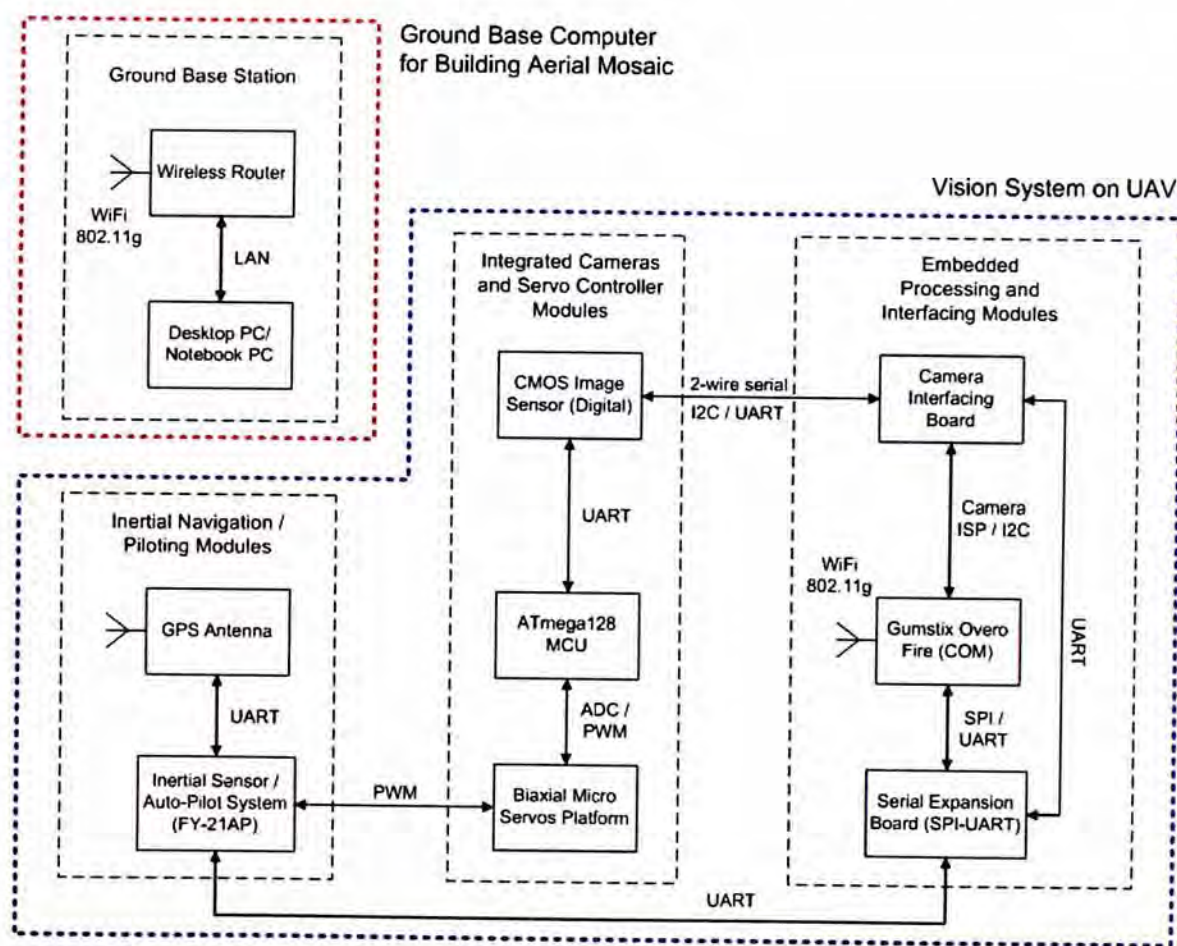 Ground Base Computer
for Building Aerial Mosaic
Ground Base Station
Wireless Router
WiFi
802.11g
LAN
Desktop PC/
Notebook PC
Vision System on UAV
Integrated Cameras
and Servo Controller
Modules
CMOS Image
Sensor (Digital)
2-wire serial
I2C / UART
UART
ATmega128
MCU
ADC /
PWM
Biaxial Micro
Servos Platform
Embedded
Processing and
Interfacing Modules
Camera
Interfacing
Board
Camera
ISP / I2C
WiFi
802.11g
Gumstix Overo
Fire (COM)
UART
SPI /
UART
Serial Expansion
Board (SPI-UART)
Inertial Navigation /
Piloting Modules
GPS Antenna
UART
Inertial Sensor /
Auto-Pilot System
(FY-21AP)
PWM
UART